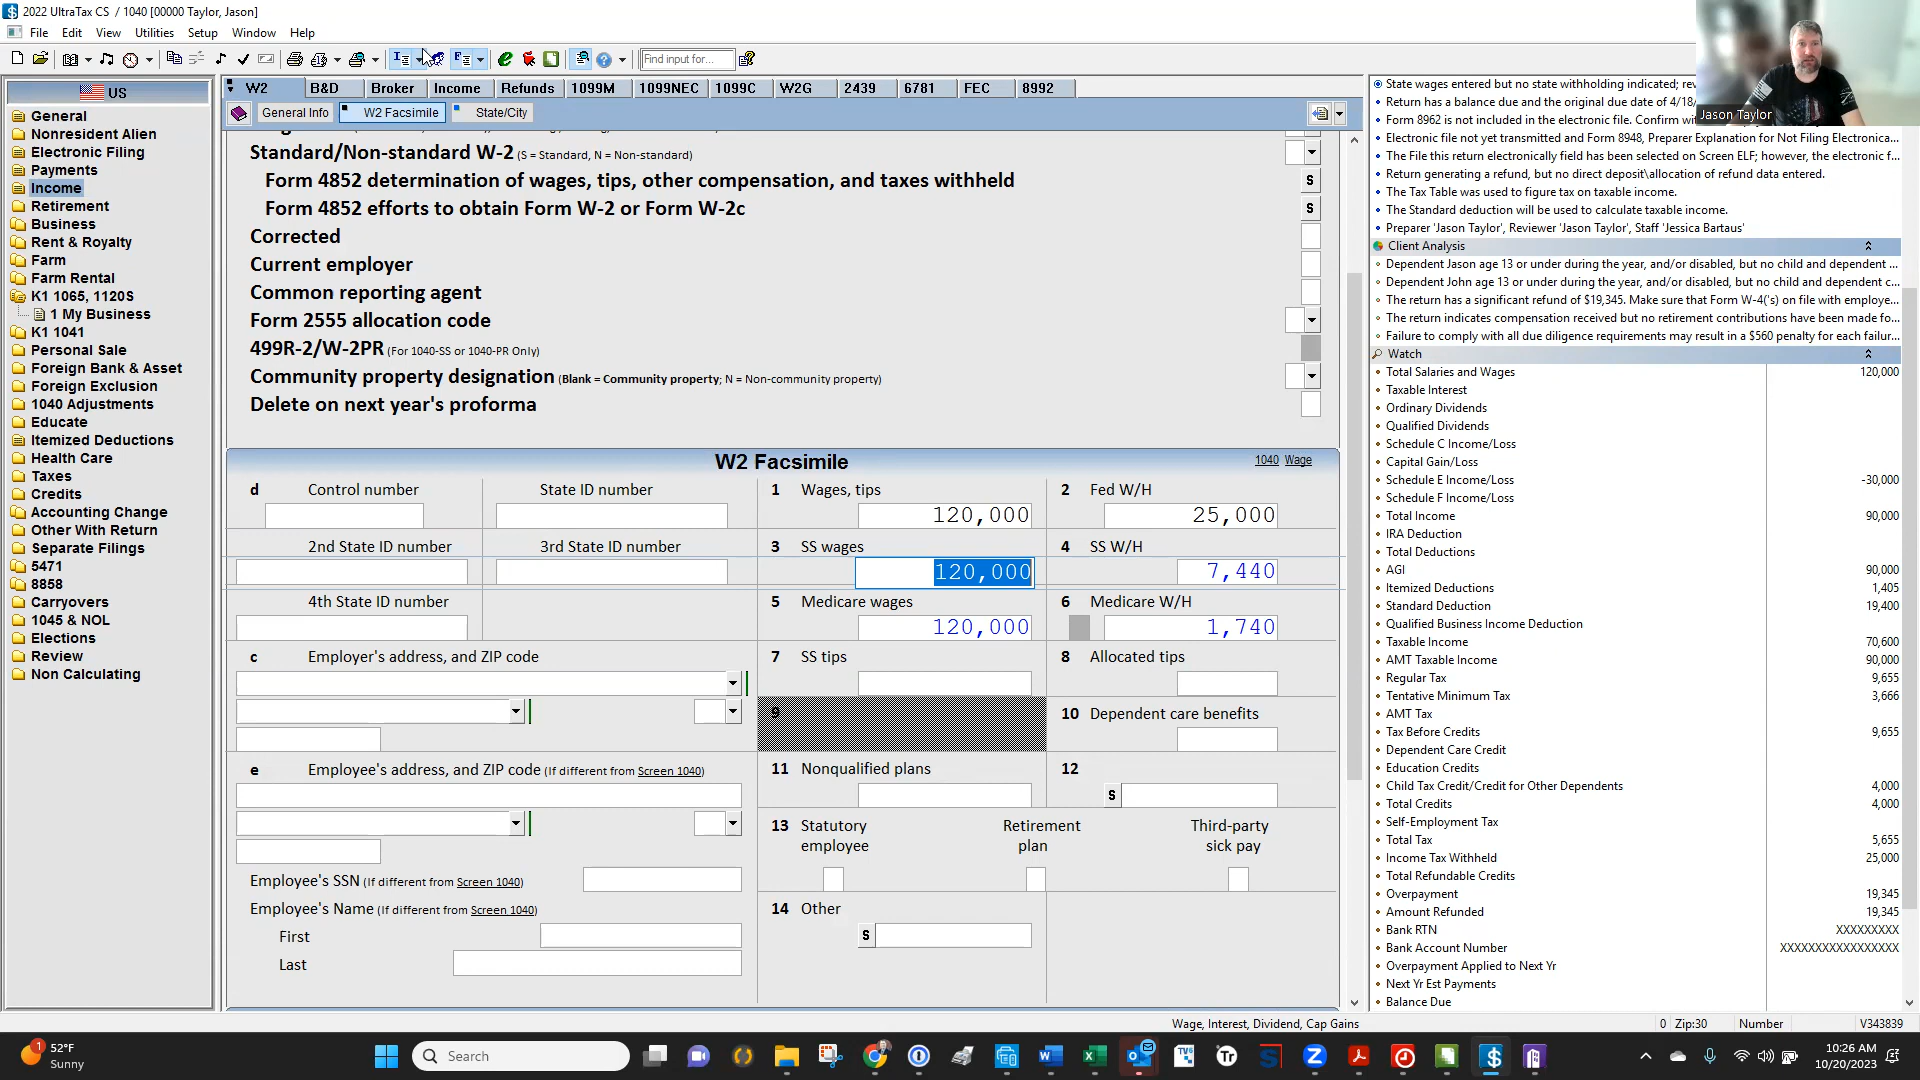 2022 UltraTax CS / 1040 [00000 Taylor, Jason]
File Edit View Utilities Setup Window Help
Find input for...
US
General
Nonresident Alien
Electronic Filing
Payments
Income
Retirement
Business
Rent & Royalty
Farm
Farm Rental
K1 1065, 1120S
1 My Business
K1 1041
Personal Sale
Foreign Bank & Asset
Foreign Exclusion
1040 Adjustments
Educate
Itemized Deductions
Health Care
Taxes
Credits
Accounting Change
Other With Return
Separate Filings
5471
8858
Carryovers
1045 & NOL
Elections
Review
Non Calculating
W2 B&D Broker Income Refunds 1099M 1099NEC 1099C W2G 2439 6781 FEC 8992
General Info W2 Facsimile State/City
Standard/Non-standard W-2 (S = Standard, N = Non-standard)
Form 4852 determination of wages, tips, other compensation, and taxes withheld S
Form 4852 efforts to obtain Form W-2 or Form W-2c S
Corrected
Current employer
Common reporting agent
Form 2555 allocation code
499R-2/W-2PR (For 1040-SS or 1040-PR Only)
Community property designation (Blank = Community property; N = Non-community property)
Delete on next year's proforma
W2 Facsimile 1040 Wage
d Control number State ID number 1 Wages, tips 2 Fed W/H
120,000 25,000
2nd State ID number 3rd State ID number 3 SS wages 4 SS W/H
120,000 7,440
4th State ID number 5 Medicare wages 6 Medicare W/H
120,000 1,740
c Employer's address, and ZIP code 7 SS tips 8 Allocated tips
9 10 Dependent care benefits
e Employee's address, and ZIP code (If different from Screen 1040) 11 Nonqualified plans 12
S
13 Statutory employee Retirement plan Third-party sick pay
Employee's SSN (If different from Screen 1040)
Employee's Name (If different from Screen 1040) 14 Other
First S
Last
Jason Taylor
State wages entered but no state withholding indicated; rev
Return has a balance due and the original due date of 4/18/
Form 8962 is not included in the electronic file. Confirm wit
Electronic file not yet transmitted and Form 8948, Preparer Explanation for Not Filing Electronica...
The File this return electronically field has been selected on Screen ELF; however, the electronic f...
Return generating a refund, but no direct deposit\allocation of refund data entered.
The Tax Table was used to figure tax on taxable income.
The Standard deduction will be used to calculate taxable income.
Preparer 'Jason Taylor', Reviewer 'Jason Taylor', Staff 'Jessica Bartaus'
Client Analysis
Dependent Jason age 13 or under during the year, and/or disabled, but no child and dependent ...
Dependent John age 13 or under during the year, and/or disabled, but no child and dependent c...
The return has a significant refund of $19,345. Make sure that Form W-4('s) on file with employe...
The return indicates compensation received but no retirement contributions have been made fo...
Failure to comply with all due diligence requirements may result in a $560 penalty for each failur...
Watch
Total Salaries and Wages 120,000
Taxable Interest
Ordinary Dividends
Qualified Dividends
Schedule C Income/Loss
Capital Gain/Loss
Schedule E Income/Loss -30,000
Schedule F Income/Loss
Total Income 90,000
IRA Deduction
Total Deductions
AGI 90,000
Itemized Deductions 1,405
Standard Deduction 19,400
Qualified Business Income Deduction
Taxable Income 70,600
AMT Taxable Income 90,000
Regular Tax 9,655
Tentative Minimum Tax 3,666
AMT Tax
Tax Before Credits 9,655
Dependent Care Credit
Education Credits
Child Tax Credit/Credit for Other Dependents 4,000
Total Credits 4,000
Self-Employment Tax
Total Tax 5,655
Income Tax Withheld 25,000
Total Refundable Credits
Overpayment 19,345
Amount Refunded 19,345
Bank RTN XXXXXXXXX
Bank Account Number XXXXXXXXXXXXXXXXX
Overpayment Applied to Next Yr
Next Yr Est Payments
Balance Due
Wage, Interest, Dividend, Cap Gains 0 Zip:30 Number V343839
1 52°F
Sunny
Search
10:26 AM
10/20/2023